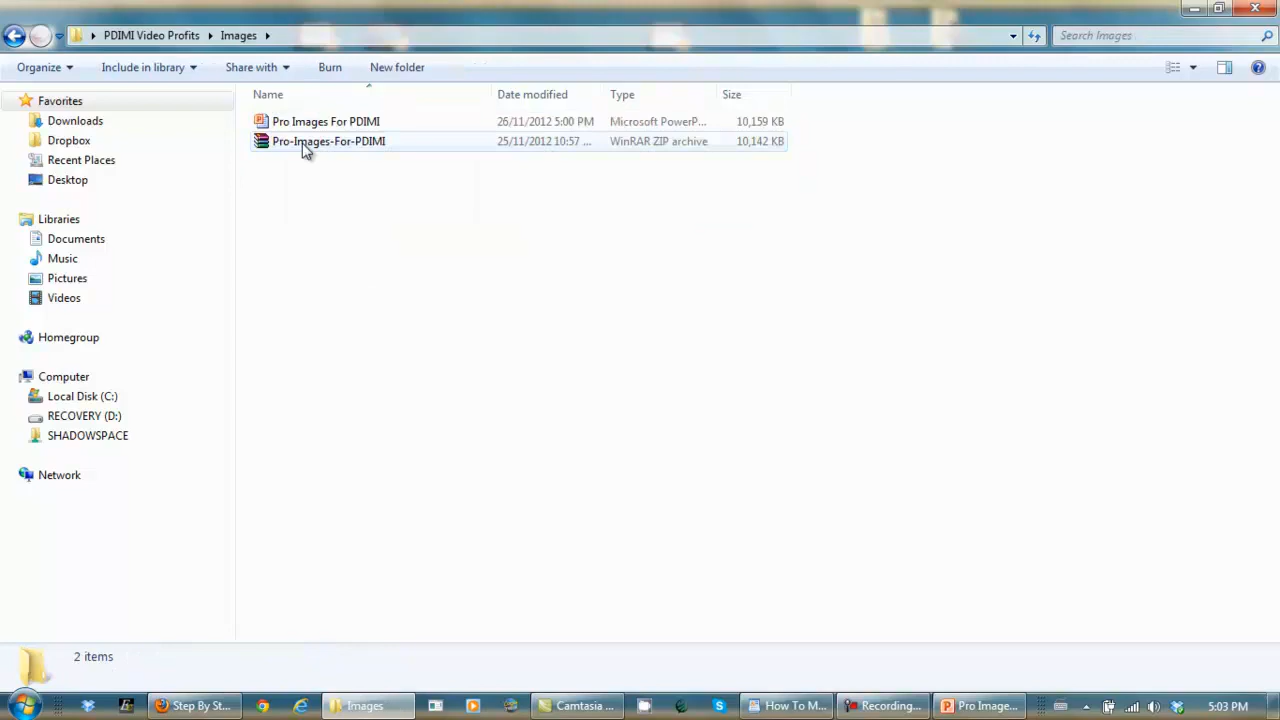 PDIMI Video Profits Images Search Images
Organize Include in library Share with Burn New folder
Name Date modified Type Size
Pro Images For PDIMI 26/11/2012 5:00 PM Microsoft PowerP... 10,159 KB
Pro-Images-For-PDIMI 25/11/2012 10:57 ... WinRAR ZIP archive 10,142 KB
Favorites
Downloads
Dropbox
Recent Places
Desktop
Libraries
Documents
Music
Pictures
Videos
Homegroup
Computer
Local Disk (C:)
RECOVERY (D:)
SHADOWSPACE
Network
2 items
Step By St... Images Camtasia ... How To M... Recording... Pro Image... 5:03 PM